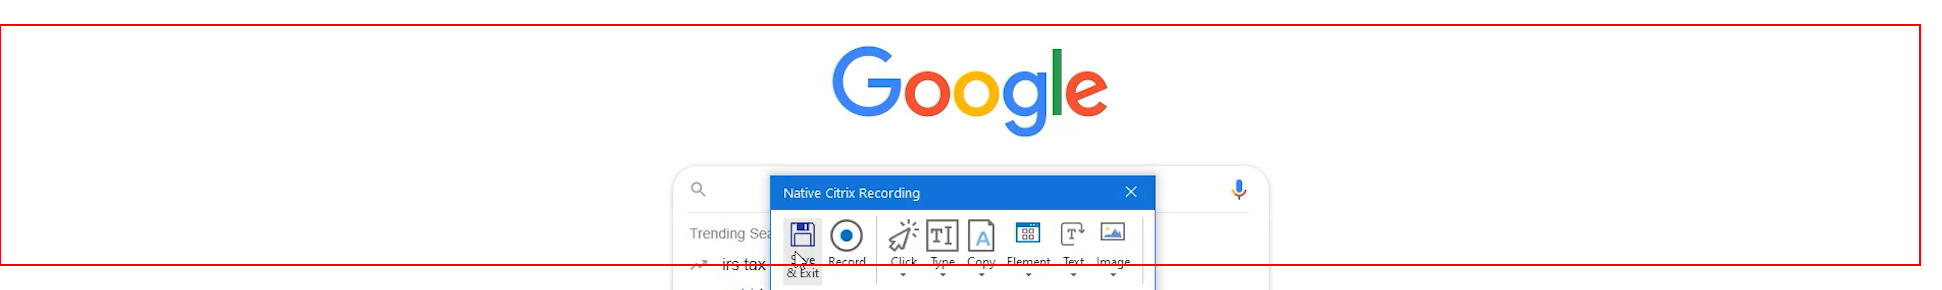 Google
Native Citrix Recording
Trending Sea
Save & Exit
Record
Click
Type
Copy
Element
Text
Image
irs tax